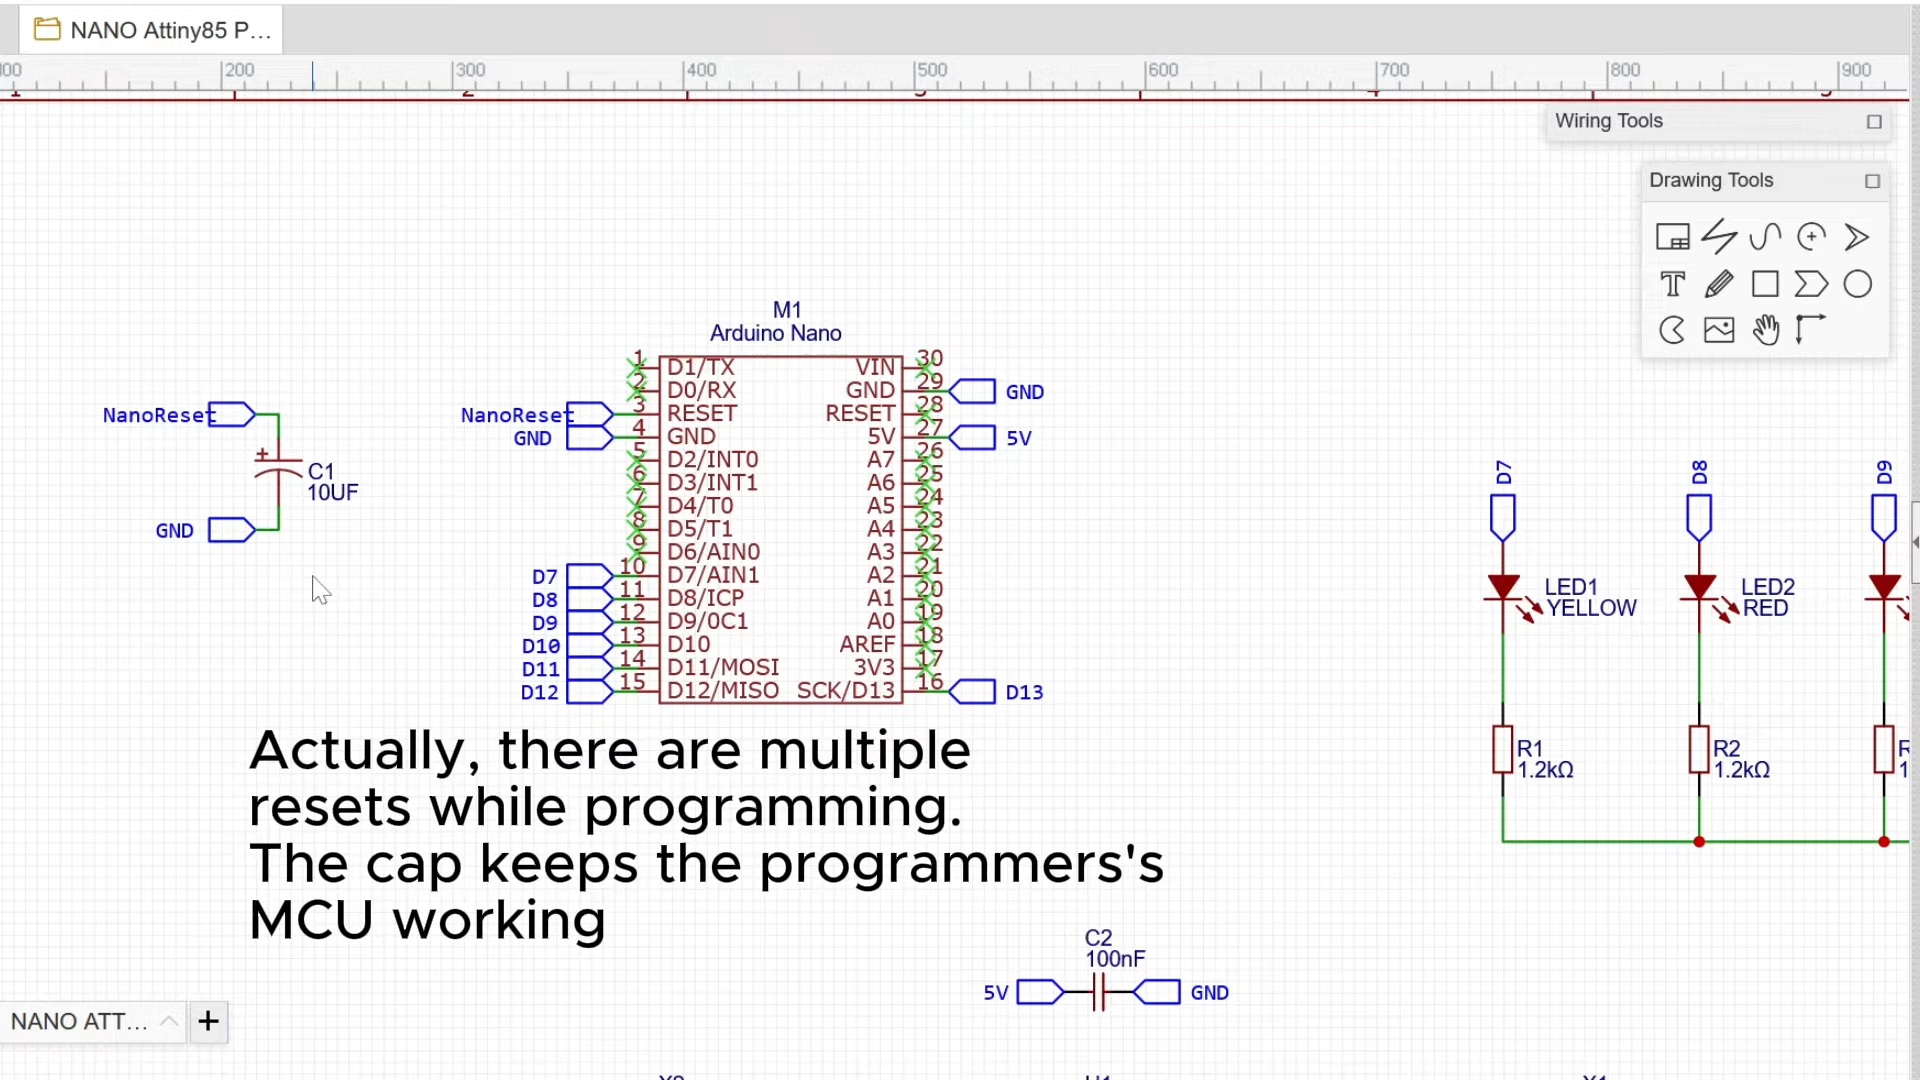 NANO Attiny85 P...
200
300
400
500
600
700
800
900
Wiring Tools
Drawing Tools
M1
Arduino Nano
1 D1/TX VIN 30
2 D0/RX GND 29 GND
NanoReset
NanoReset 3 RESET RESET 28
GND 4 GND 5V 27 5V
5 D2/INT0 A7 26
6 D3/INT1 A6 25
7 D4/T0 A5 24
8 D5/T1 A4 23
9 D6/AIN0 A3 22
D7 10 D7/AIN1 A2 21
D8 11 D8/ICP A1 20
D9 12 D9/0C1 A0 19
D10 13 D10 AREF 18
D11 14 D11/MOSI 3V3 17
D12 15 D12/MISO SCK/D13 16 D13
+
C1
10UF
GND
D7
D8
D9
LED1
YELLOW
LED2
RED
R1
1.2kΩ
R2
1.2kΩ
Actually, there are multiple
resets while programming.
The cap keeps the programmers's
MCU working
C2
100nF
5V
GND
NANO ATT...